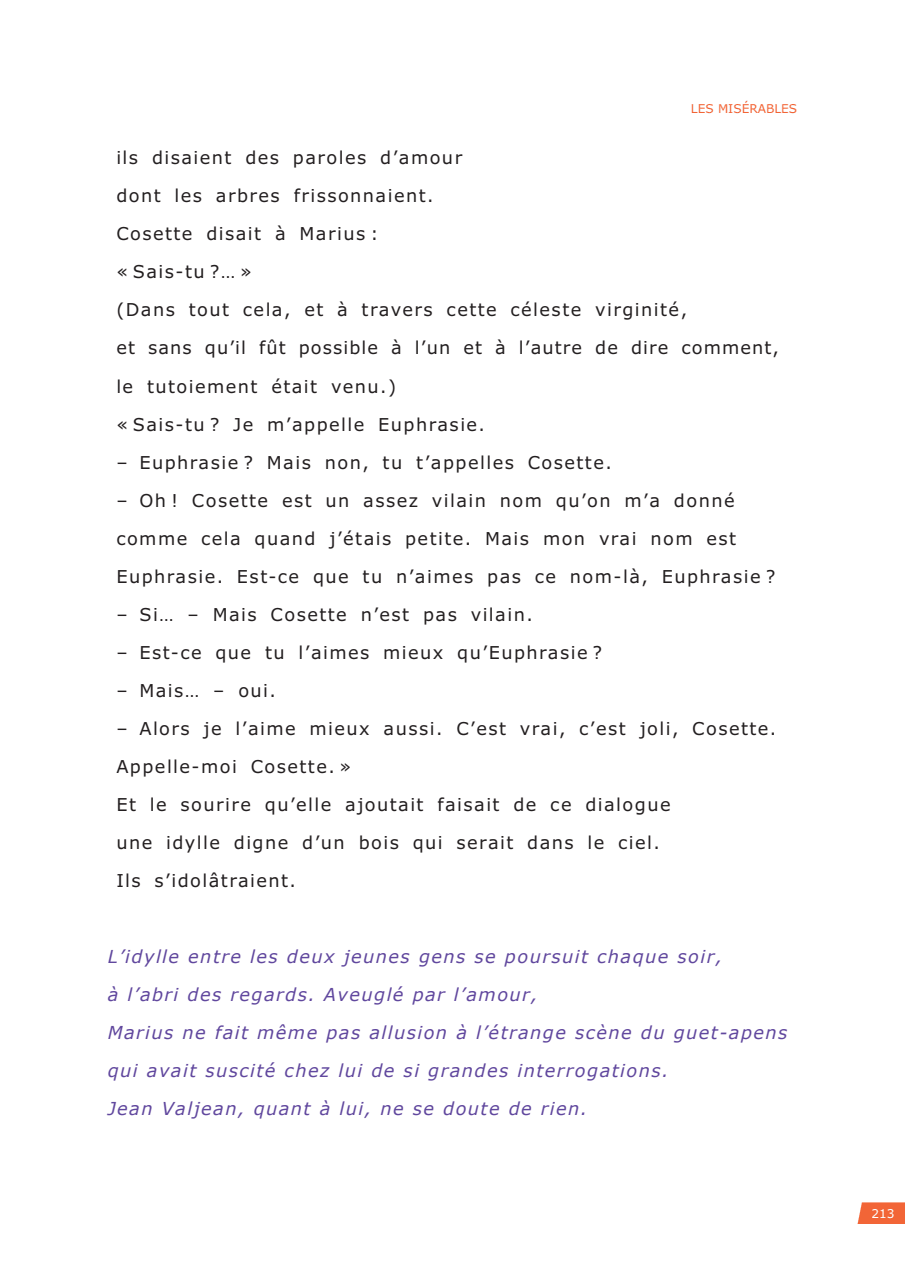 LES MISÉRABLES
ils disaient des paroles d’amour
dont les arbres frissonnaient.
Cosette disait à Marius :
« Sais-tu ?… »
(Dans tout cela, et à travers cette céleste virginité,
et sans qu’il fût possible à l’un et à l’autre de dire comment,
le tutoiement était venu.)
« Sais-tu ? Je m’appelle Euphrasie.
– Euphrasie ? Mais non, tu t’appelles Cosette.
– Oh ! Cosette est un assez vilain nom qu’on m’a donné
comme cela quand j’étais petite. Mais mon vrai nom est
Euphrasie. Est-ce que tu n’aimes pas ce nom-là, Euphrasie ?
– Si… – Mais Cosette n’est pas vilain.
– Est-ce que tu l’aimes mieux qu’Euphrasie ?
– Mais… – oui.
– Alors je l’aime mieux aussi. C’est vrai, c’est joli, Cosette.
Appelle-moi Cosette. »
Et le sourire qu’elle ajoutait faisait de ce dialogue
une idylle digne d’un bois qui serait dans le ciel.
Ils s’idolâtraient.
L’idylle entre les deux jeunes gens se poursuit chaque soir,
à l’abri des regards. Aveuglé par l’amour,
Marius ne fait même pas allusion à l’étrange scène du guet-apens
qui avait suscité chez lui de si grandes interrogations.
Jean Valjean, quant à lui, ne se doute de rien.
213